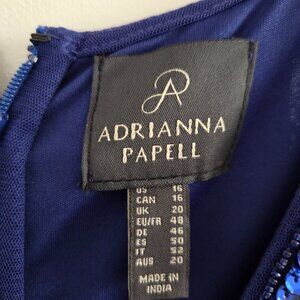 ADRIANNA
PAPELL
US 16
CAN 16
UK 20
EU/FR 48
DE 46
ES 50
IT 52
AUS 20
MADE IN
INDIA